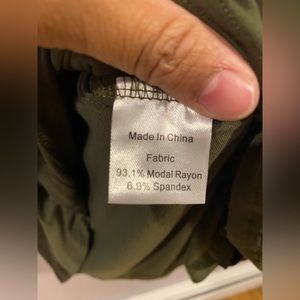 Made In China
Fabric
93.1% Modal Rayon
6.9% Spandex